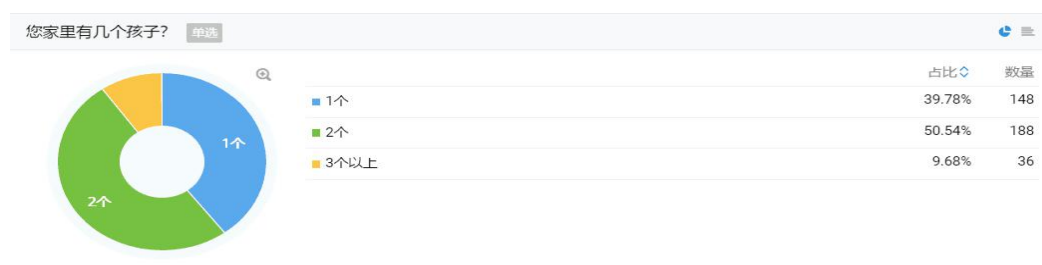 您家里有几个孩子? 单选
占比 数量
1个 39.78% 148
2个 50.54% 188
3个以上 9.68% 36
1个
2个